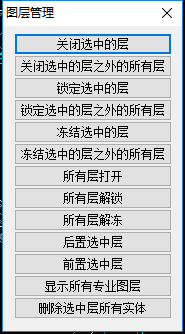 图层管理
关闭选中的层
关闭选中的层之外的所有层
锁定选中的层
锁定选中的层之外的所有层
冻结选中的层
冻结选中的层之外的所有层
所有层打开
所有层解锁
所有层解冻
后置选中层
前置选中层
显示所有专业图层
删除选中层所有实体